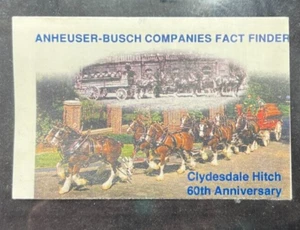 ANHEUSER-BUSCH COMPANIES FACT FINDER
Clydesdale Hitch
60th Anniversary